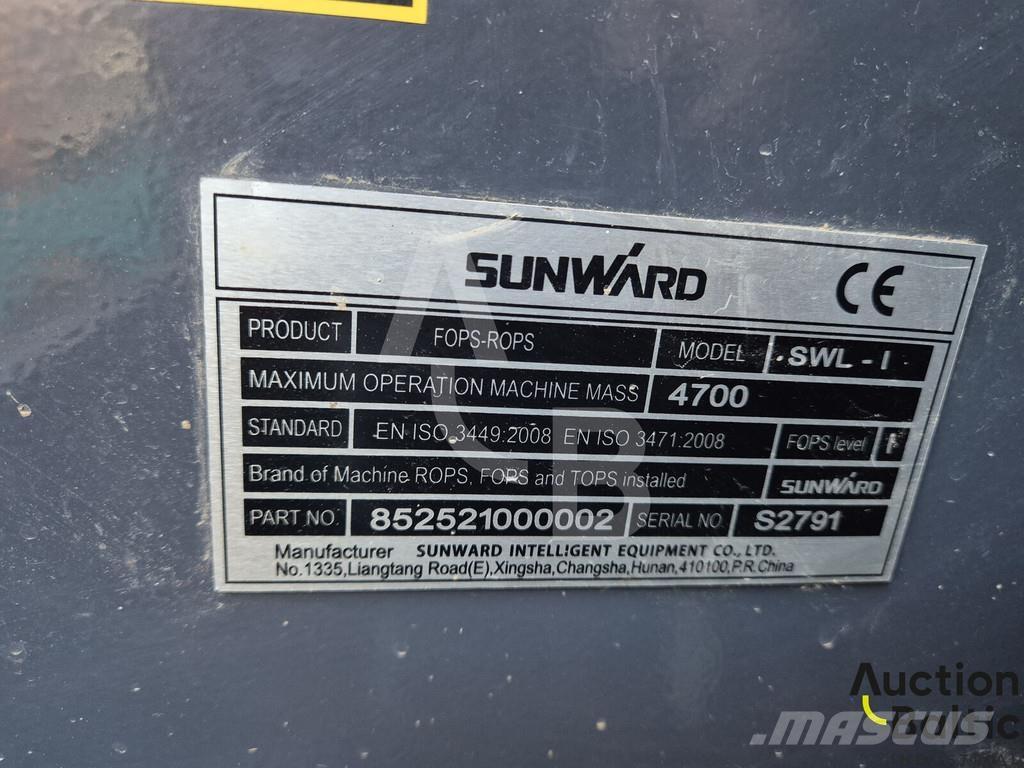 SUNWARD CE
PRODUCT FOPS-ROPS MODEL SWL - I
MAXIMUM OPERATION MACHINE MASS 4700
STANDARD EN ISO 3449:2008 EN ISO 3471:2008 FOPS level I
Brand of Machine ROPS, FOPS and TOPS installed SUNWARD
PART NO. 852521000002 SERIAL NO. S2791
Manufacturer SUNWARD INTELLIGENT EQUIPMENT CO., LTD.
No.1335,Liangtang Road(E),Xingsha,Changsha,Hunan,410100,P.R.China
B
Auction
Baltic
MASCUS